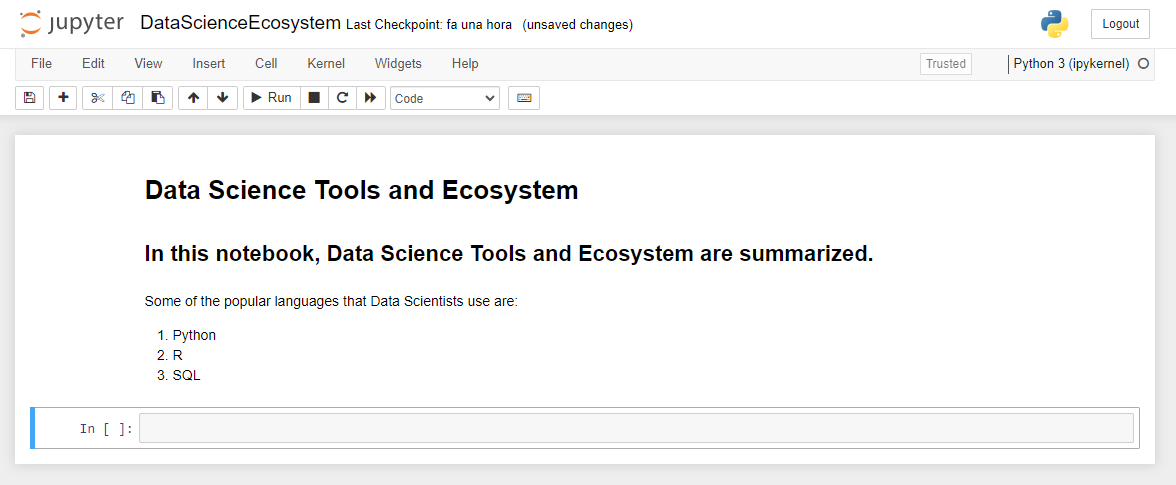 jupyter DataScienceEcosystem Last Checkpoint: fa una hora (unsaved changes) Logout
File Edit View Insert Cell Kernel Widgets Help Trusted Python 3 (ipykernel)
Run Code
Data Science Tools and Ecosystem
In this notebook, Data Science Tools and Ecosystem are summarized.
Some of the popular languages that Data Scientists use are:
1. Python
2. R
3. SQL
In [ ]: